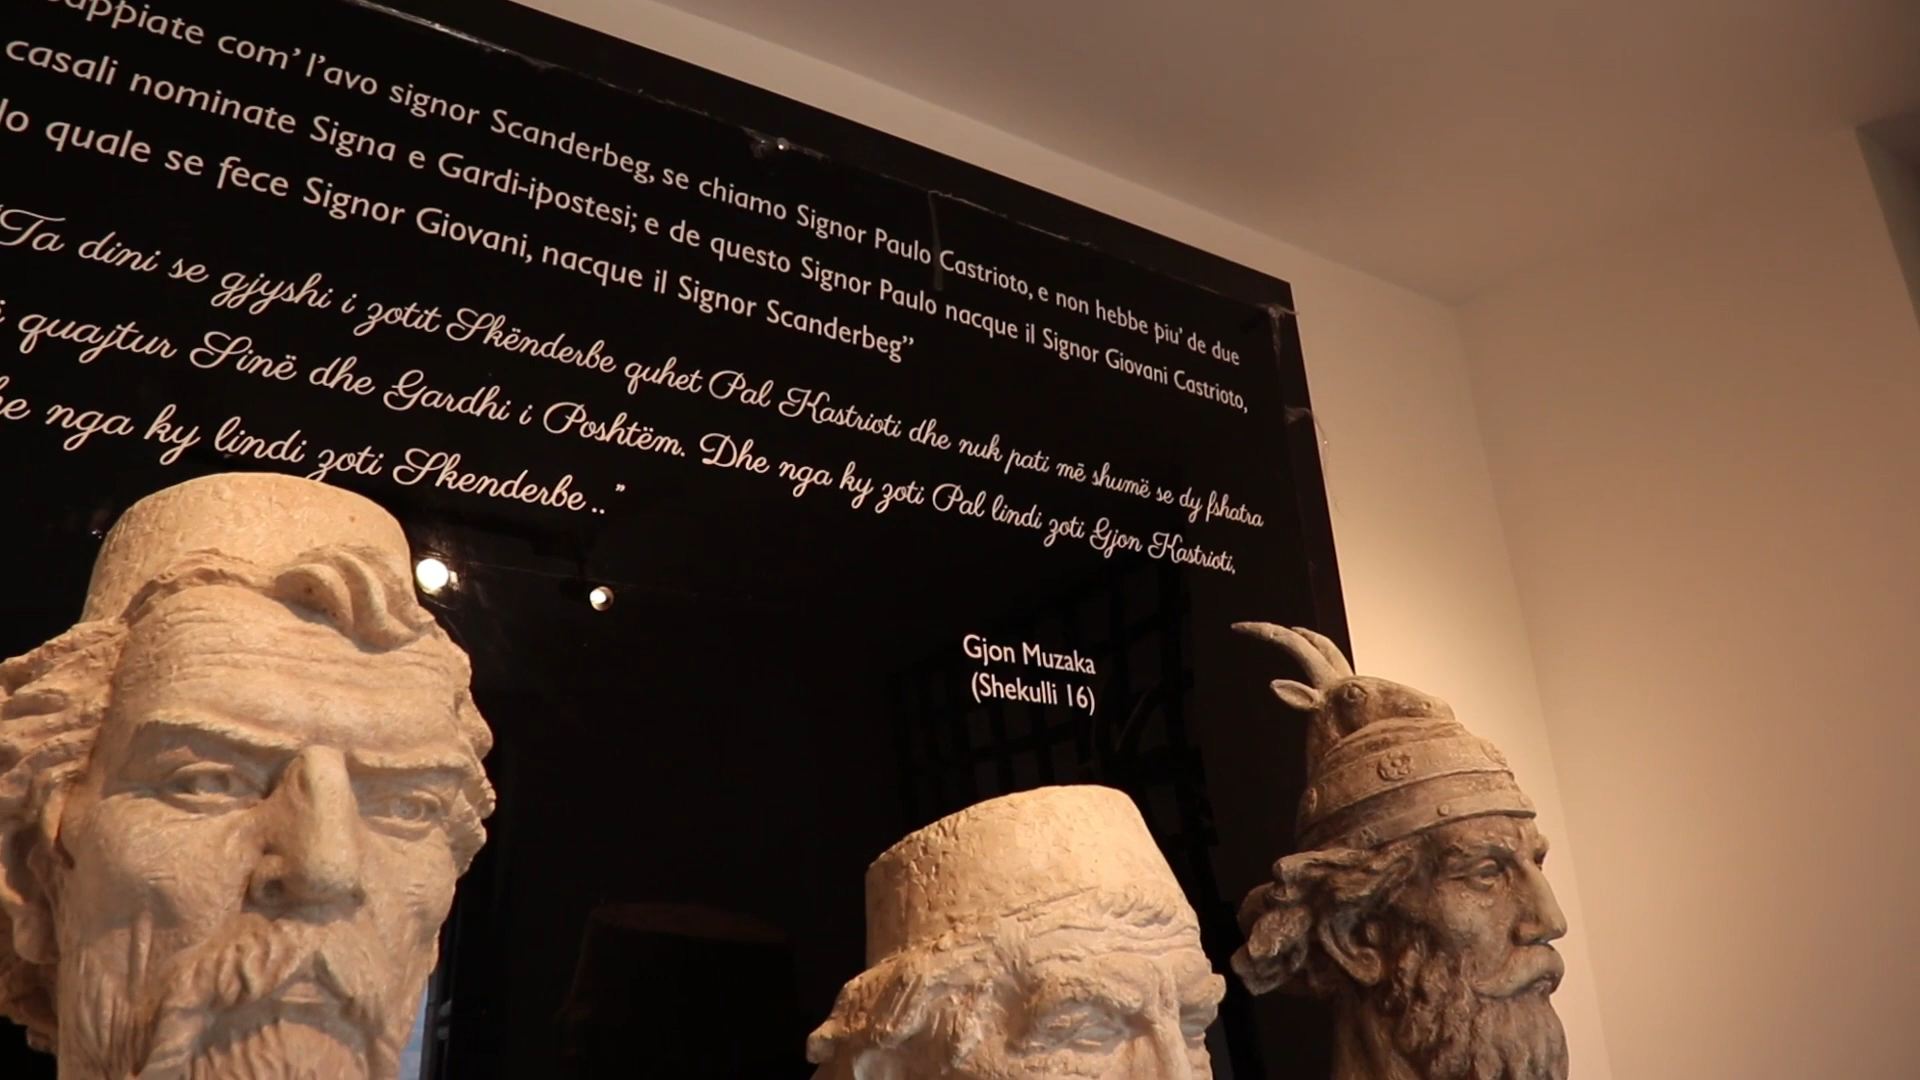 com' l'avo signor Scanderbeg, se chiamo Signor Paulo Castrioto, e non hebbe piu' de due
casali nominate Signa e Gardi-ipostesi; e de questo Signor Paulo nacque il Signor Giovani Castrioto,
lo quale se fece Signor Giovani, nacque il Signor Scanderbeg”
“Ta dini se gjyshi i zotit Skënderbe quhet Pal Kastrioti dhe nuk pati më shumë se dy fshatra
quajtur Sinë dhe Gardhi i Poshtëm. Dhe nga ky zoti Pal lindi zoti Gjon Kastrioti,
nga ky lindi zoti Skenderbe..”
Gjon Muzaka
(Shekulli 16)